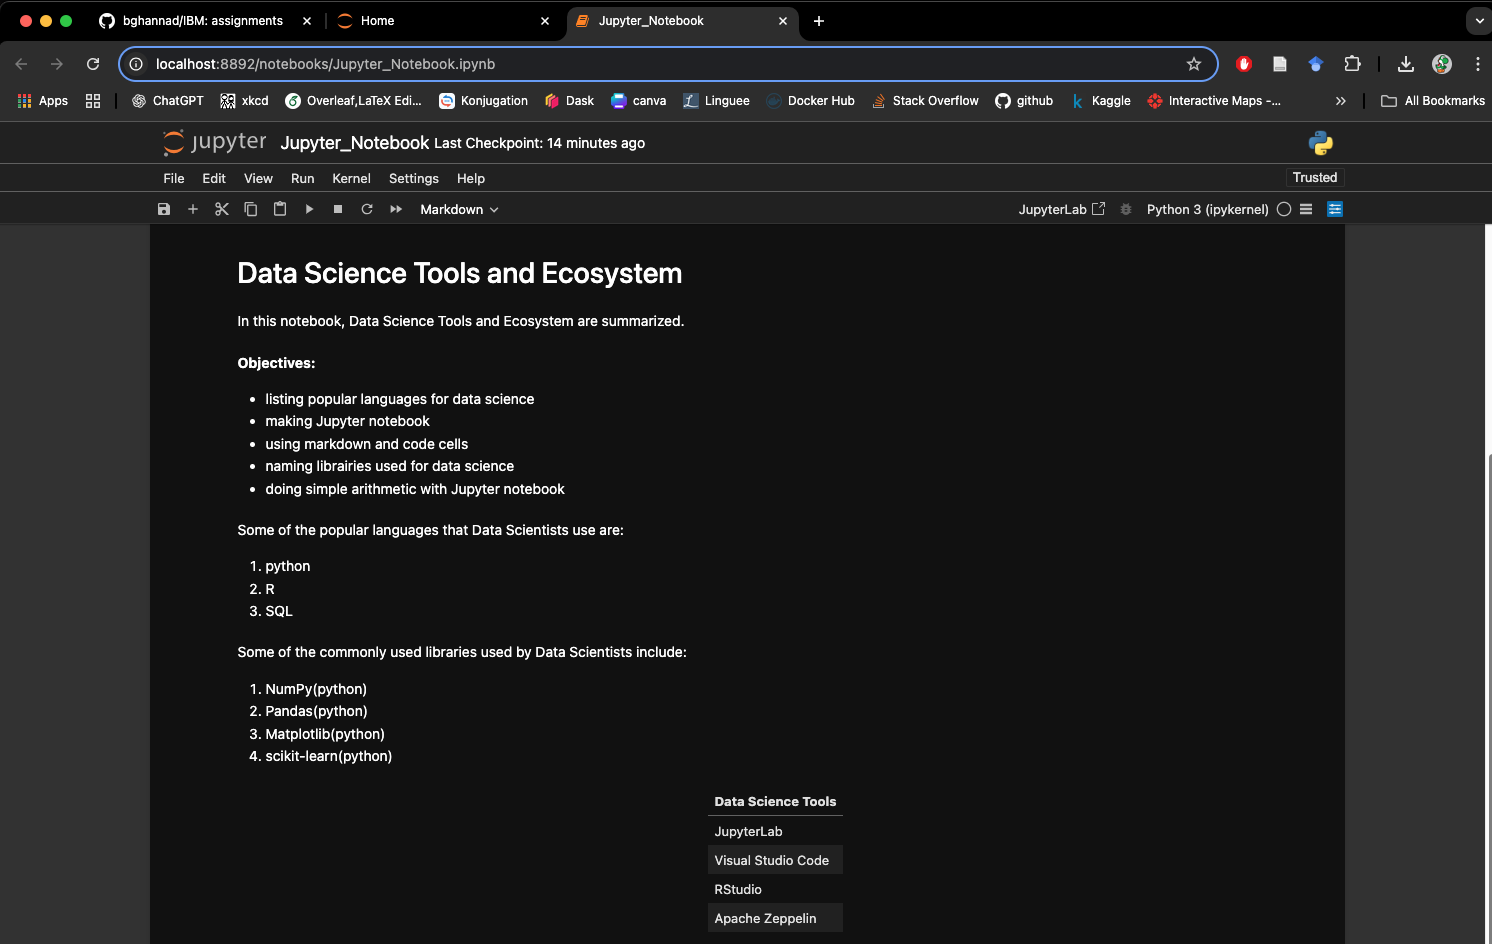 bghannad/IBM: assignments
Home
Jupyter_Notebook
localhost:8892/notebooks/Jupyter_Notebook.ipynb
Apps ChatGPT xkcd Overleaf,LaTeX Edi... Konjugation Dask canva Linguee Docker Hub Stack Overflow github Kaggle Interactive Maps -... All Bookmarks
jupyter Jupyter_Notebook Last Checkpoint: 14 minutes ago
File Edit View Run Kernel Settings Help Trusted
Markdown JupyterLab Python 3 (ipykernel)
Data Science Tools and Ecosystem
In this notebook, Data Science Tools and Ecosystem are summarized.
Objectives:
• listing popular languages for data science
• making Jupyter notebook
• using markdown and code cells
• naming librairies used for data science
• doing simple arithmetic with Jupyter notebook
Some of the popular languages that Data Scientists use are:
1. python
2. R
3. SQL
Some of the commonly used libraries used by Data Scientists include:
1. NumPy(python)
2. Pandas(python)
3. Matplotlib(python)
4. scikit-learn(python)
Data Science Tools
JupyterLab
Visual Studio Code
RStudio
Apache Zeppelin